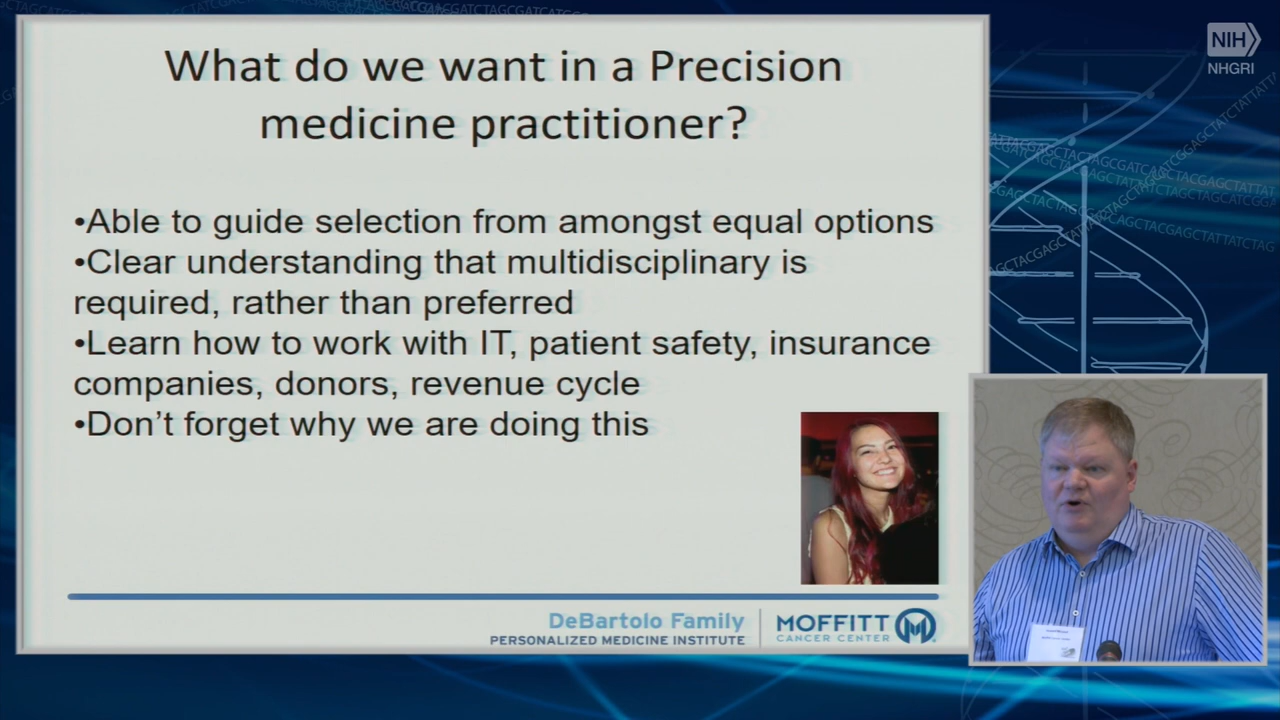 What do we want in a Precision
medicine practitioner?
•Able to guide selection from amongst equal options
•Clear understanding that multidisciplinary is
required, rather than preferred
•Learn how to work with IT, patient safety, insurance
companies, donors, revenue cycle
•Don't forget why we are doing this
DeBartolo Family
PERSONALIZED MEDICINE INSTITUTE
MOFFITT
CANCER CENTER
NIH
NHGRI